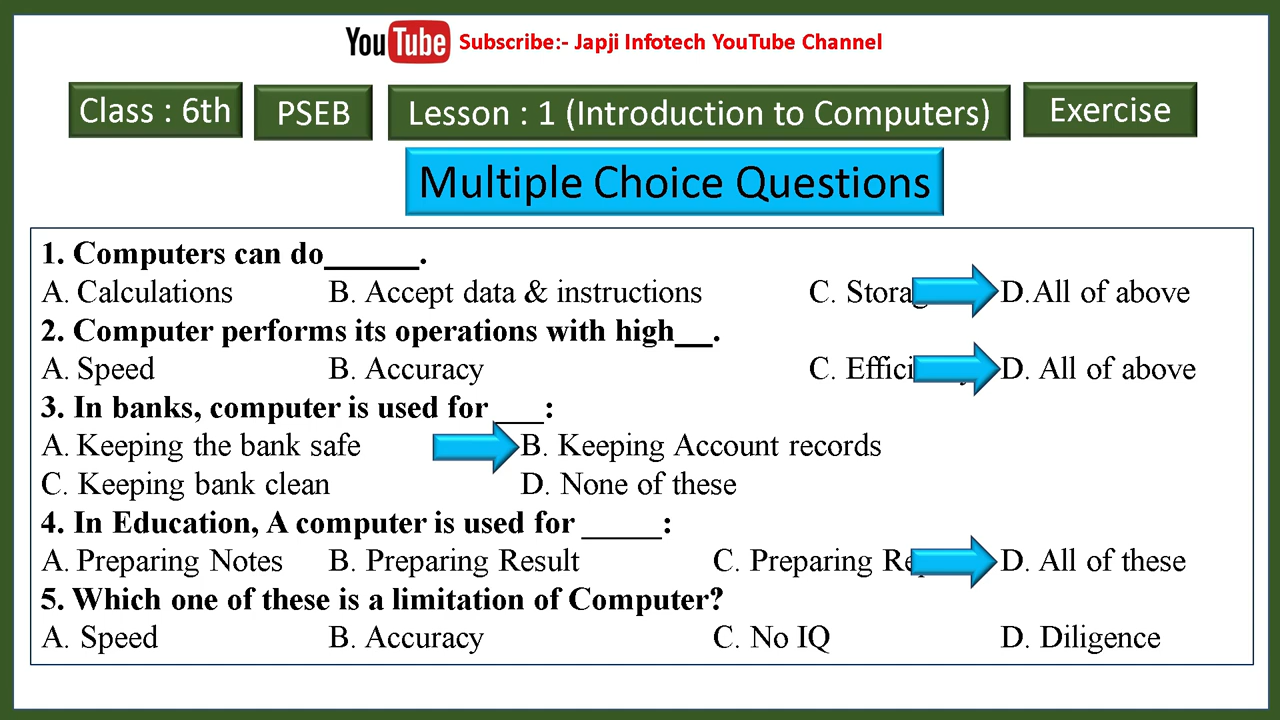 YouTube Subscribe:- Japji Infotech YouTube Channel
Class : 6th PSEB Lesson : 1 (Introduction to Computers) Exercise
Multiple Choice Questions
1. Computers can do______.
A. Calculations B. Accept data & instructions C. D.All of above
2. Computer performs its operations with high__.
A. Speed B. Accuracy C. D. All of above
3. In banks, computer is used for ___:
A. Keeping the bank safe B. Keeping Account records
C. Keeping bank clean D. None of these
4. In Education, A computer is used for _____:
A. Preparing Notes B. Preparing Result C. Preparing D. All of these
5. Which one of these is a limitation of Computer?
A. Speed B. Accuracy C. No IQ D. Diligence